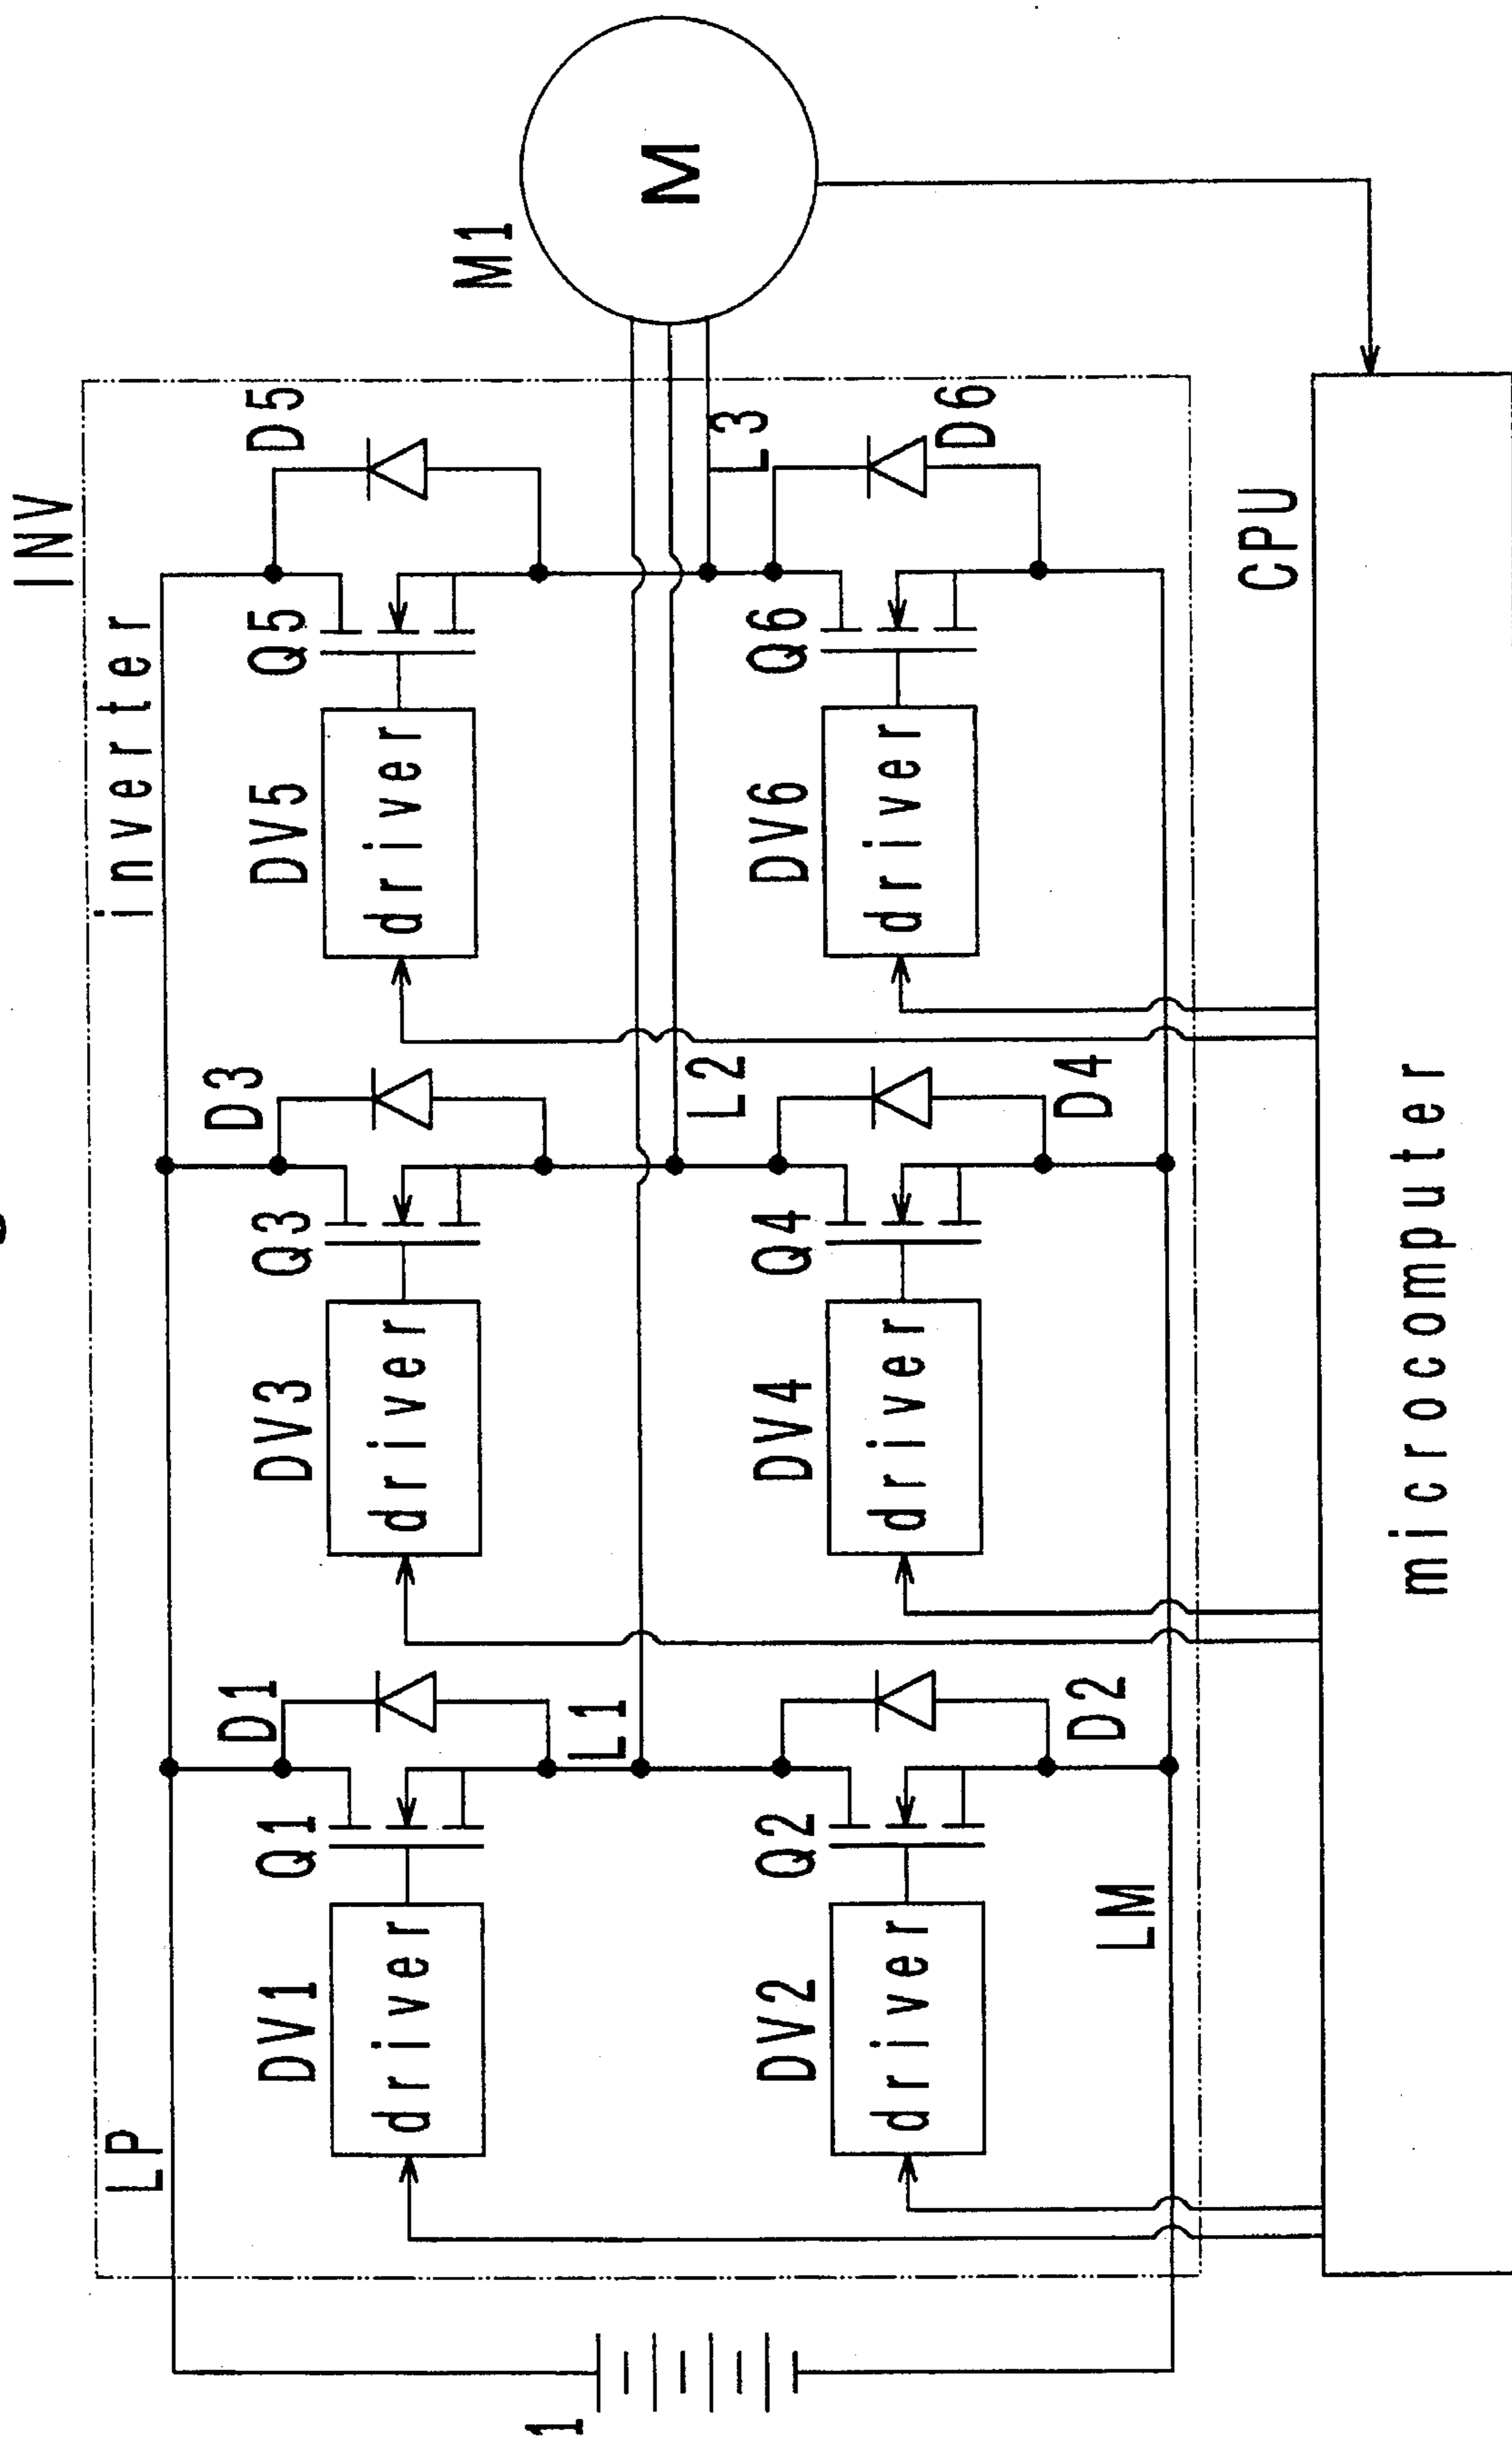 INV
inverter
LP
D1
D3
D5
DV1
Q1
DV3
Q3
DV5
Q5
driver
driver
driver
M1
M
L1
L2
L3
DV2
Q2
DV4
Q4
DV6
Q6
driver
driver
driver
D2
D4
D6
LM
1
CPU
microcomputer